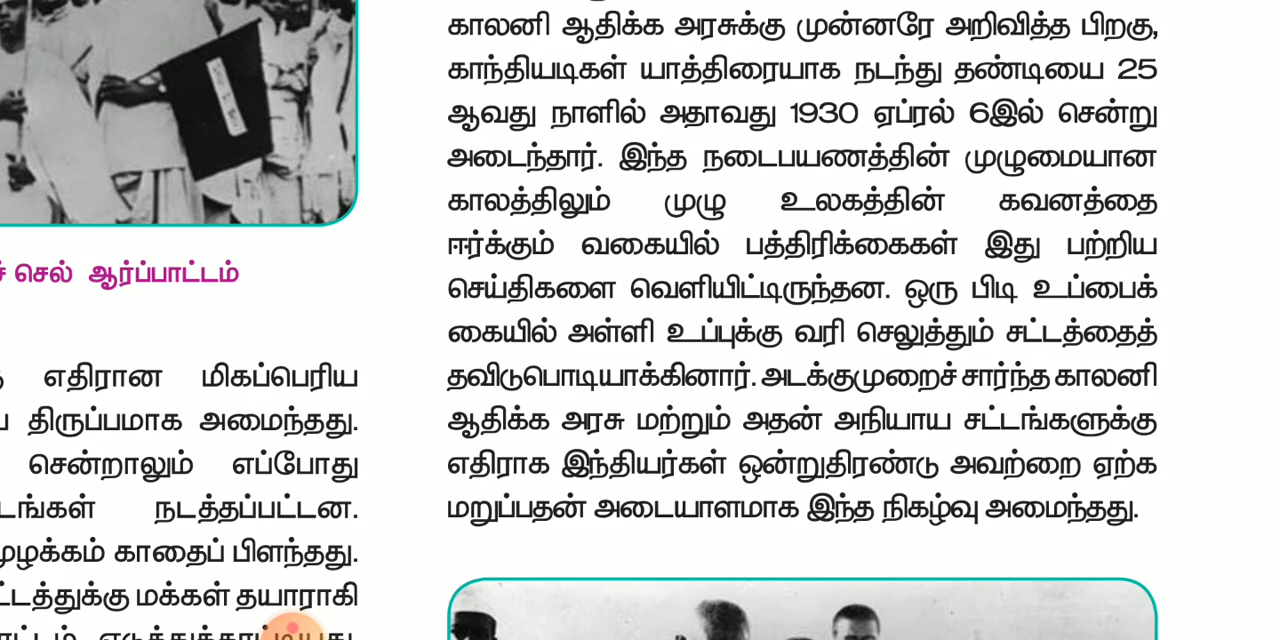 செல் ஆர்ப்பாட்டம்
எதிரான மிகப்பெரிய
திருப்பமாக அமைந்தது.
சென்றாலும் எப்போது
நடத்தப்பட்டன.
காதைப் பிளந்தது.
மக்கள் தயாராகி
காலனி ஆதிக்க அரசுக்கு முன்னரே அறிவித்த பிறகு,
காந்தியடிகள் யாத்திரையாக நடந்து தண்டியை 25
ஆவது நாளில் அதாவது 1930 ஏப்ரல் 6இல் சென்று
அடைந்தார். இந்த நடைபயணத்தின் முழுமையான
காலத்திலும் முழு உலகத்தின் கவனத்தை
ஈர்க்கும் வகையில் பத்திரிக்கைகள் இது பற்றிய
செய்திகளை வெளியிட்டிருந்தன. ஒரு பிடி உப்பைக்
கையில் அள்ளி உப்புக்கு வரி செலுத்தும் சட்டத்தைத்
தவிடுபொடியாக்கினார். அடக்குமுறைச் சார்ந்த காலனி
ஆதிக்க அரசு மற்றும் அதன் அநியாய சட்டங்களுக்கு
எதிராக இந்தியர்கள் ஒன்றுதிரண்டு அவற்றை ஏற்க
மறுப்பதன் அடையாளமாக இந்த நிகழ்வு அமைந்தது.